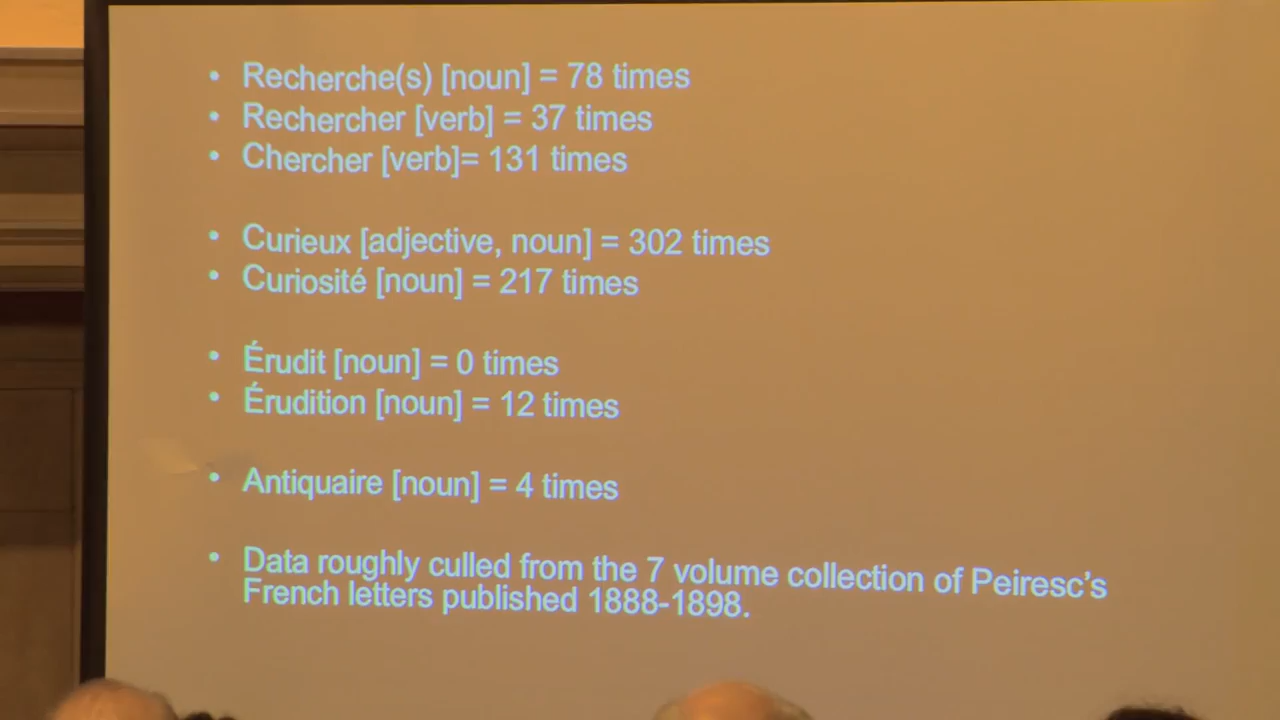 • Recherche(s) [noun] = 78 times
• Rechercher [verb] = 37 times
• Chercher [verb]= 131 times
• Curieux [adjective, noun] = 302 times
• Curiosité [noun] = 217 times
• Érudit [noun] = 0 times
• Érudition [noun] = 12 times
• Antiquaire [noun] = 4 times
• Data roughly culled from the 7 volume collection of Peiresc's
French letters published 1888-1898.